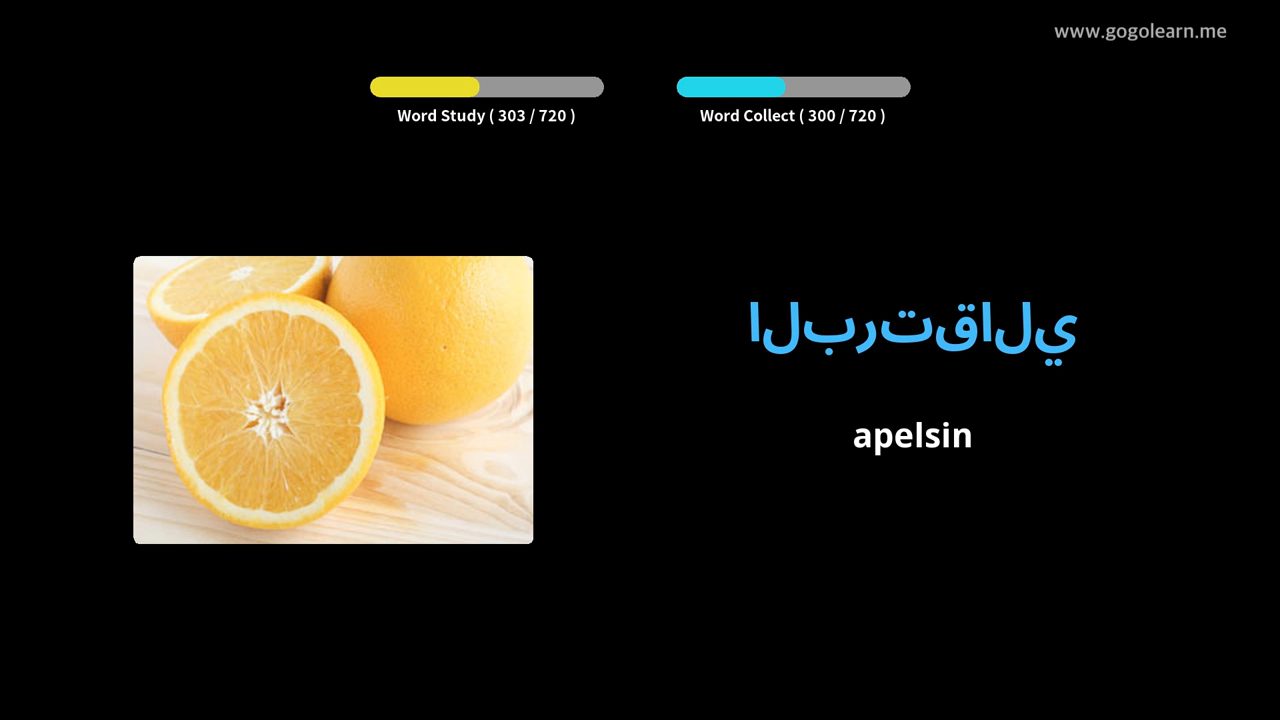 www.gogolearn.me
Word Study ( 303 / 720 )
Word Collect ( 300 / 720 )
البرتقالي
apelsin